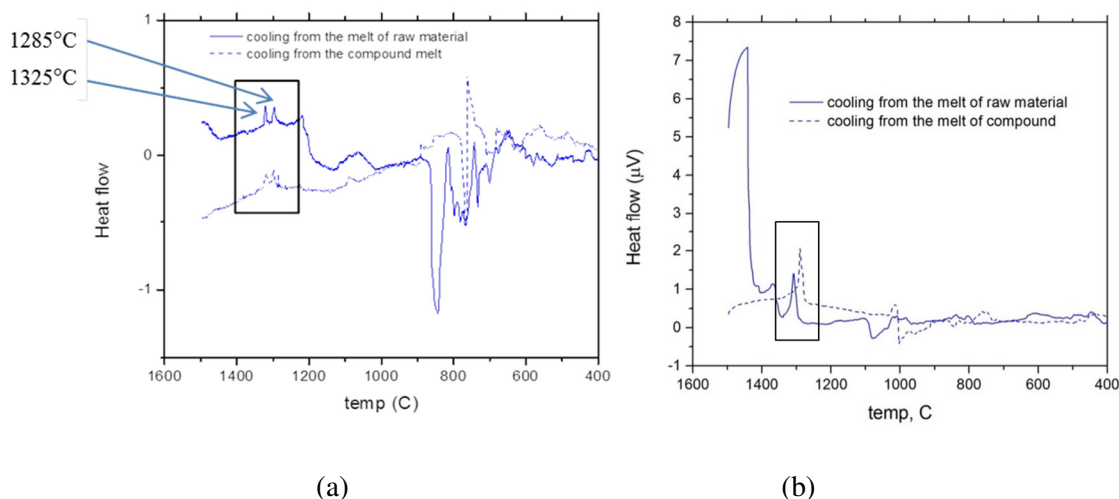 1285°C
1325°C
1
0
-1
Heat flow
cooling from the melt of raw material
cooling from the compound melt
1600 1400 1200 1000 800 600 400
temp (C)
(a)
b)
8
7
6
5
4
3
2
1
0
-1
Heat flow (µV)
cooling from the melt of raw material
cooling from the melt of compound
1600 1400 1200 1000 800 600 400
temp, C
(b)